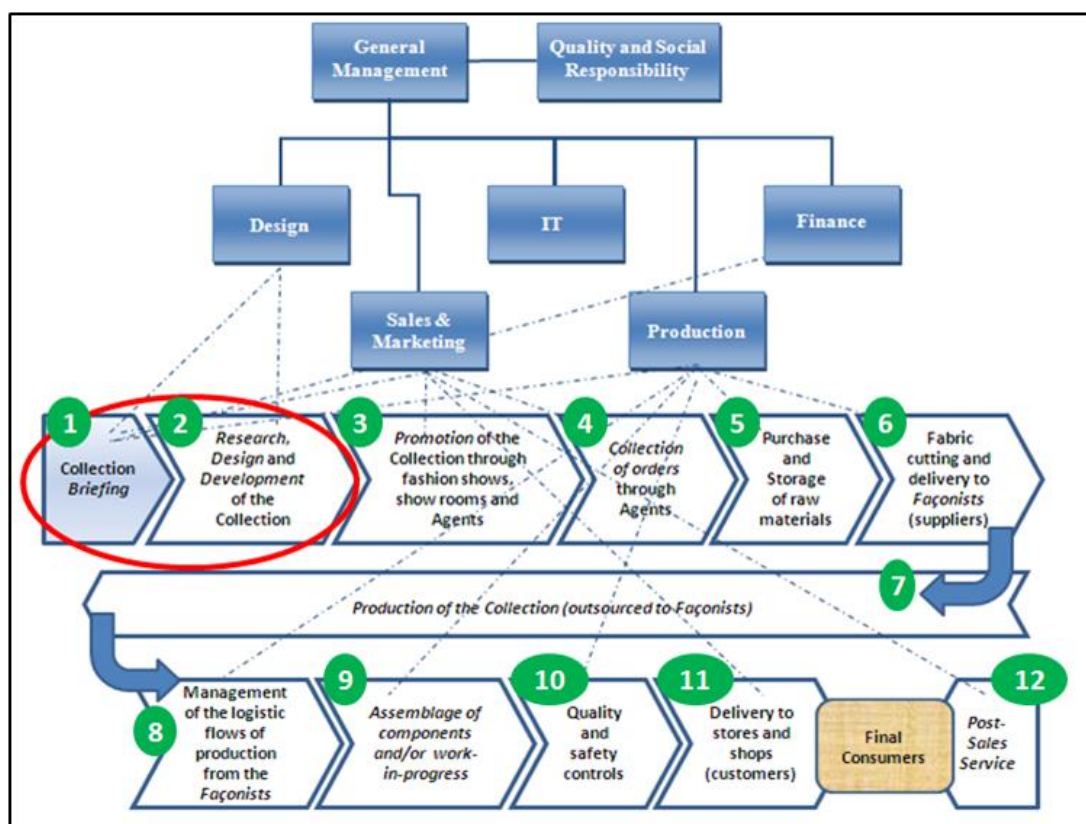 General
Management
Quality and Social
Responsibility
Design
IT
Finance
Sales &
Marketing
Production
1
Collection
Briefing
2
Research,
Design and
Development
of the
Collection
3
Promotion of the
Collection through
fashion shows,
show rooms and
Agents
4
Collection
of orders
through
Agents
5
Purchase
and
Storage
of raw
materials
6
Fabric
cutting and
delivery to
Façonists
(suppliers)
7
Production of the Collection (outsourced to Façonists)
8
Management
of the logistic
flows of
production
from the
Façonists
9
Assemblage of
components
and/or work-
in-progress
10
Quality
and
safety
controls
11
Delivery to
stores and
shops
(customers)
Final
Consumers
12
Post-
Sales
Service